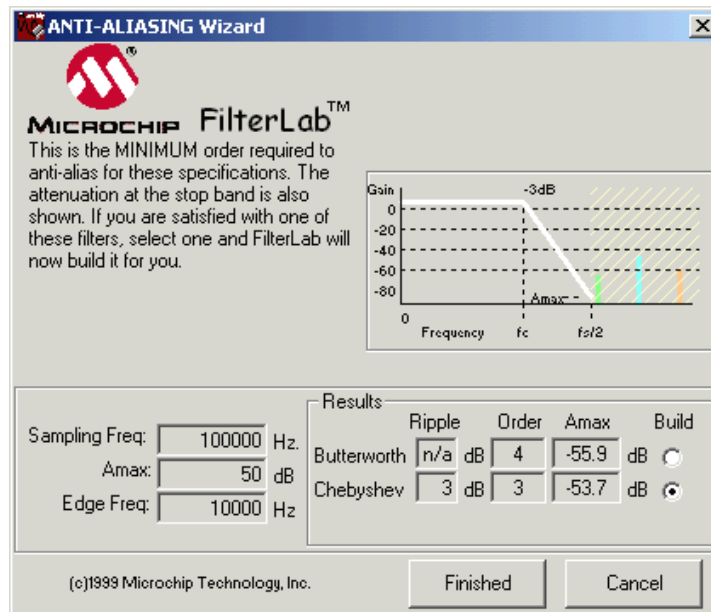 ANTI-ALIASING Wizard
®
MICROCHIP FilterLab™
This is the MINIMUM order required to
anti-alias for these specifications. The
attenuation at the stop band is also
shown. If you are satisfied with one of
these filters, select one and FilterLab will
now build it for you.
Gain -3dB
0
-20
-40
-60
-80
Amax
0
Frequency fc fs/2
Sampling Freq: 100000 Hz.
Amax: 50 dB
Edge Freq: 10000 Hz
Results
Ripple Order Amax Build
Butterworth n/a dB 4 -55.9 dB
Chebyshev 3 dB 3 -53.7 dB
(c)1999 Microchip Technology, Inc.
Finished
Cancel